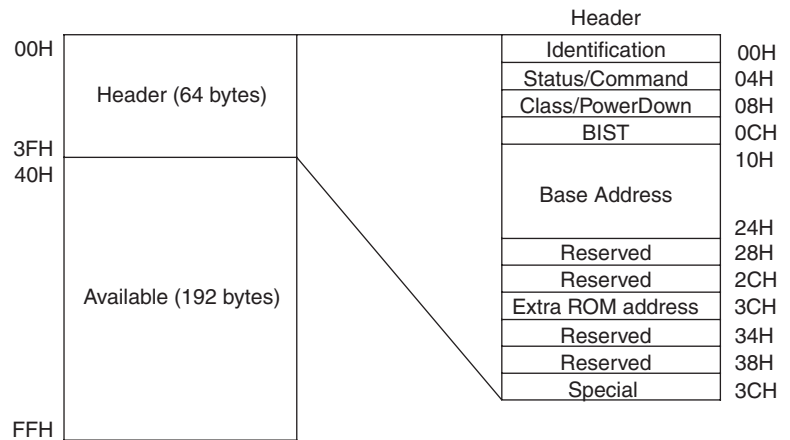 Header
00H
Header (64 bytes)
3FH
40H
Available (192 bytes)
FFH
Identification 00H
Status/Command 04H
Class/PowerDown 08H
BIST 0CH
10H
Base Address
24H
Reserved 28H
Reserved 2CH
Extra ROM address 3CH
Reserved 34H
Reserved 38H
Special 3CH